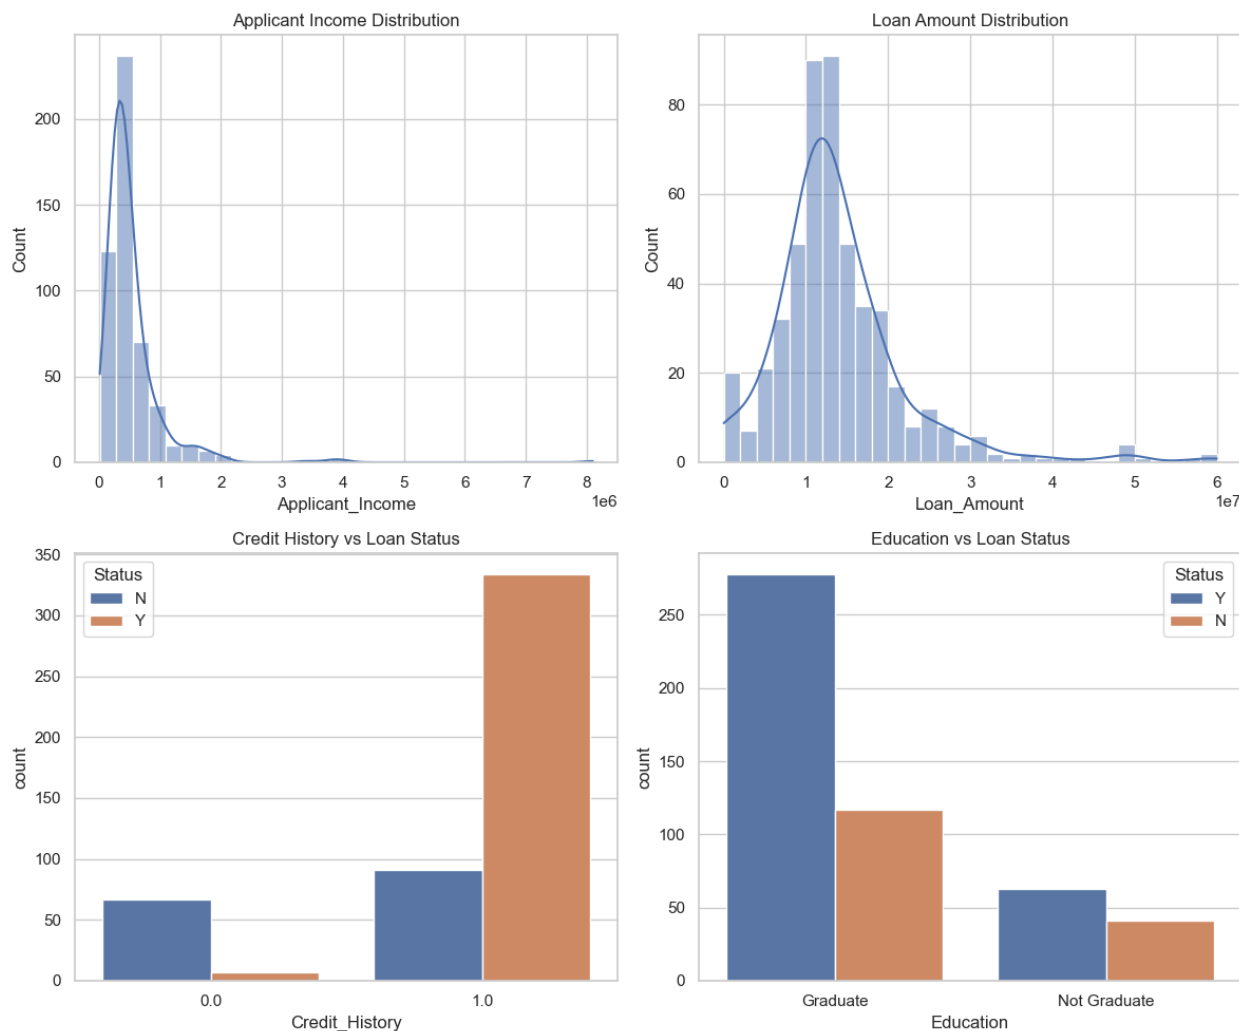 Applicant Income Distribution
Count
200
150
100
50
0
0 1 2 3 4 5 6 7 8
1e6
Applicant_Income
Loan Amount Distribution
Count
80
60
40
20
0
0 1 2 3 4 5 6
1e7
Loan_Amount
Credit History vs Loan Status
Status
N
Y
count
350
300
250
200
150
100
50
0
0.0 1.0
Credit_History
Education vs Loan Status
Status
Y
N
count
250
200
150
100
50
0
Graduate Not Graduate
Education